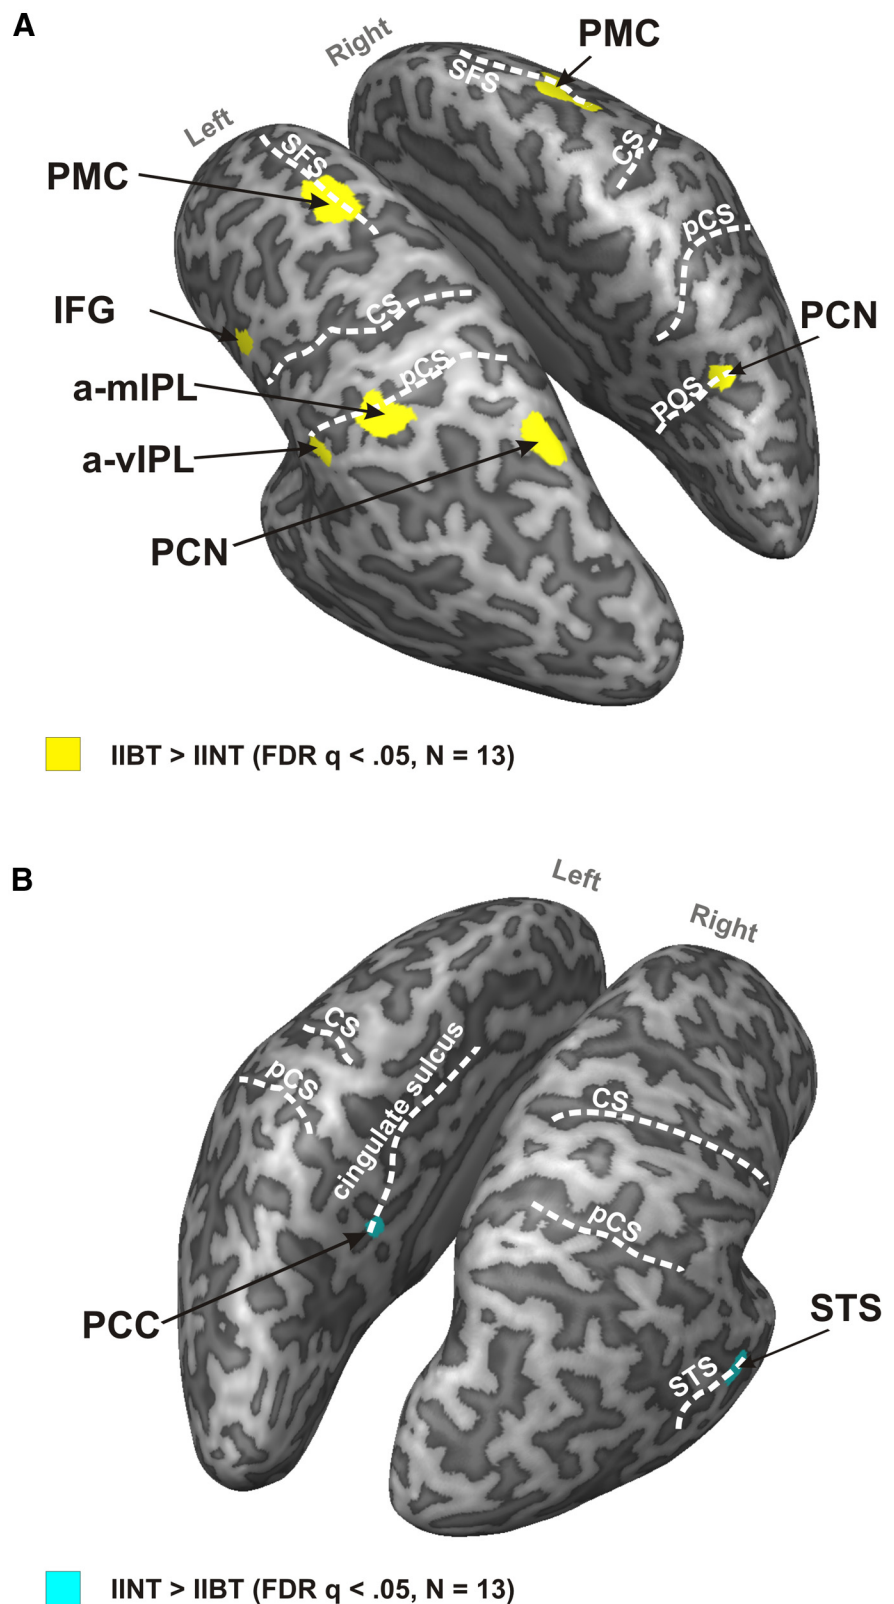 A
Right
PMC
SFS
Left
SFS
PMC
CS
pCS
IFG
CS
PCN
pCS
a-mIPL
POS
a-vIPL
PCN
IIBT > IINT (FDR q < .05, N = 13)
B
Left
Right
CS
cingulate sulcus
pCS
CS
pCS
PCC
STS
STS
IINT > IIBT (FDR q < .05, N = 13)